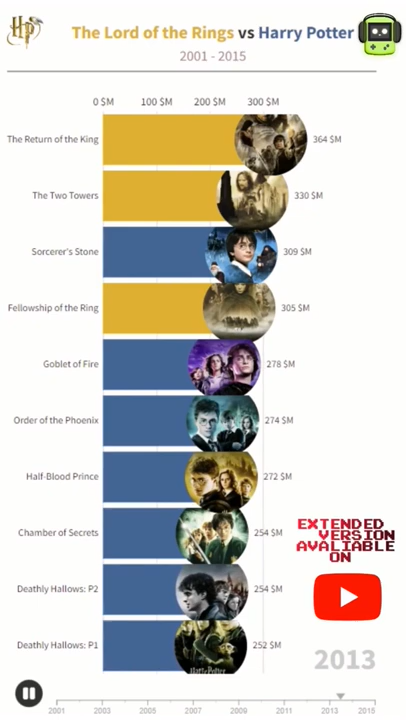 HP
The Lord of the Rings vs Harry Potter
2001 - 2015
0 $M 100 $M 200 $M 300 $M
The Return of the King 364 $M
The Two Towers 330 $M
Sorcerer's Stone 309 $M
Fellowship of the Ring 305 $M
Goblet of Fire 278 $M
Order of the Phoenix 274 $M
Half-Blood Prince 272 $M
Chamber of Secrets 254 $M
EXTENDED
VERSION
AVALIABLE
ON
Deathly Hallows: P2 254 $M
Deathly Hallows: P1 252 $M
Harry Potter
2013
2001 2003 2005 2007 2009 2011 2013 2015